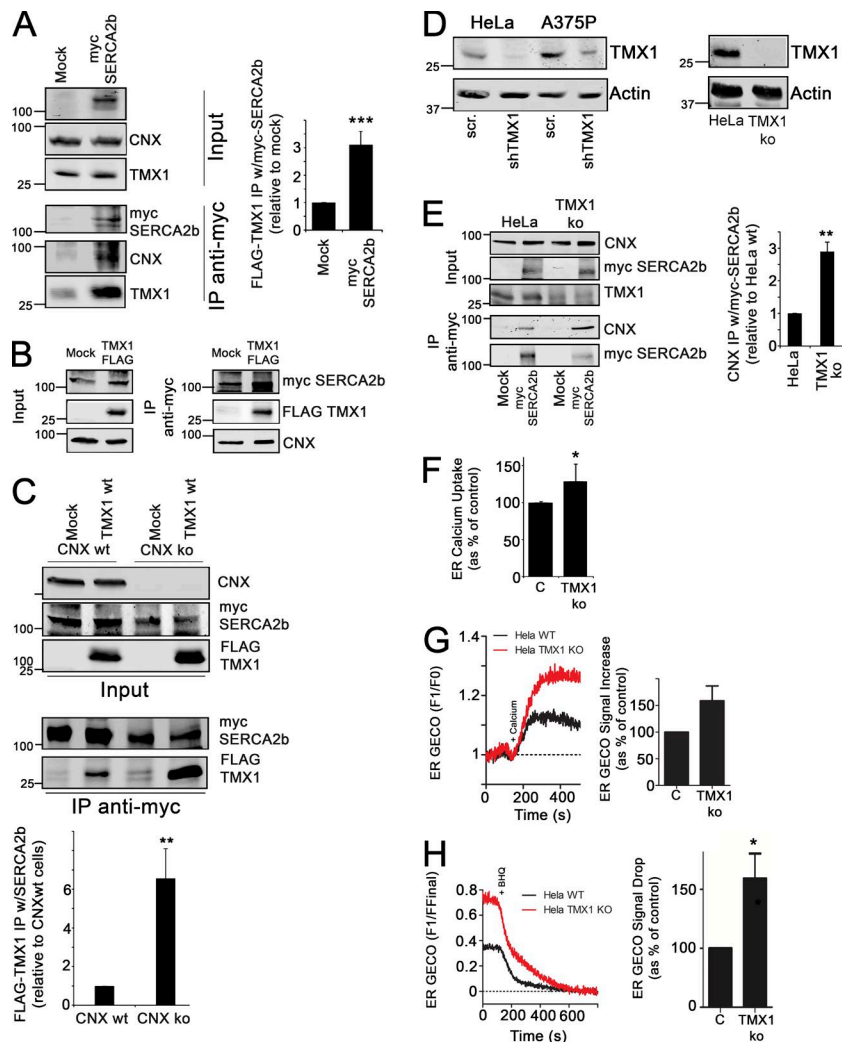 A
Mock
myc
SERCA2b
100
100
CNX
25
TMX1
Input
100
myc
SERCA2b
100
CNX
25
TMX1
IP anti-myc
FLAG-TMX1 IP w/myc-SERCA2b
(relative to mock)
4
3
2
1
0
***
Mock
myc
SERCA2b
B
Mock
TMX1
FLAG
Mock
TMX1
FLAG
Input
100
25
100
IP
anti-myc
100
myc SERCA2b
25
FLAG TMX1
100
CNX
C
Mock
TMX1 wt
Mock
TMX1 wt
CNX wt
CNX ko
CNX
100
myc
SERCA2b
100
25
FLAG
TMX1
Input
100
myc
SERCA2b
25
FLAG
TMX1
IP anti-myc
FLAG-TMX1 IP w/SERCA2b
(relative to CNXwt cells)
8
6
4
2
0
**
CNX wt
CNX ko
D
HeLa
A375P
25
TMX1
37
Actin
scr.
shTMX1
scr.
shTMX1
25
TMX1
37
Actin
HeLa
TMX1
ko
E
HeLa
TMX1
ko
Input
100
CNX
100
myc SERCA2b
25
TMX1
IP
anti-myc
100
CNX
100
myc SERCA2b
Mock
myc
SERCA2b
Mock
myc
SERCA2b
CNX IP w/myc-SERCA2b
(relative to HeLa wt)
3
2
1
0
**
HeLa
TMX1
ko
F
ER Calcium Uptake
(as % of control)
150
100
50
0
*
C
TMX1
ko
G
ER GECO (F1/F0)
1.4
1.3
1.2
1.1
1
Hela WT
Hela TMX1 KO
+ Calcium
0
200
400
Time (s)
ER GECO Signal Increase
(as % of control)
200
150
100
50
0
C
TMX1
ko
H
ER GECO (F1/FFinal)
0.8
0.6
0.4
0.2
0
+ BHQ
Hela WT
Hela TMX1 KO
0
200
400
600
Time (s)
ER GECO Signal Drop
(as % of control)
150
100
50
0
*
*
C
TMX1
ko